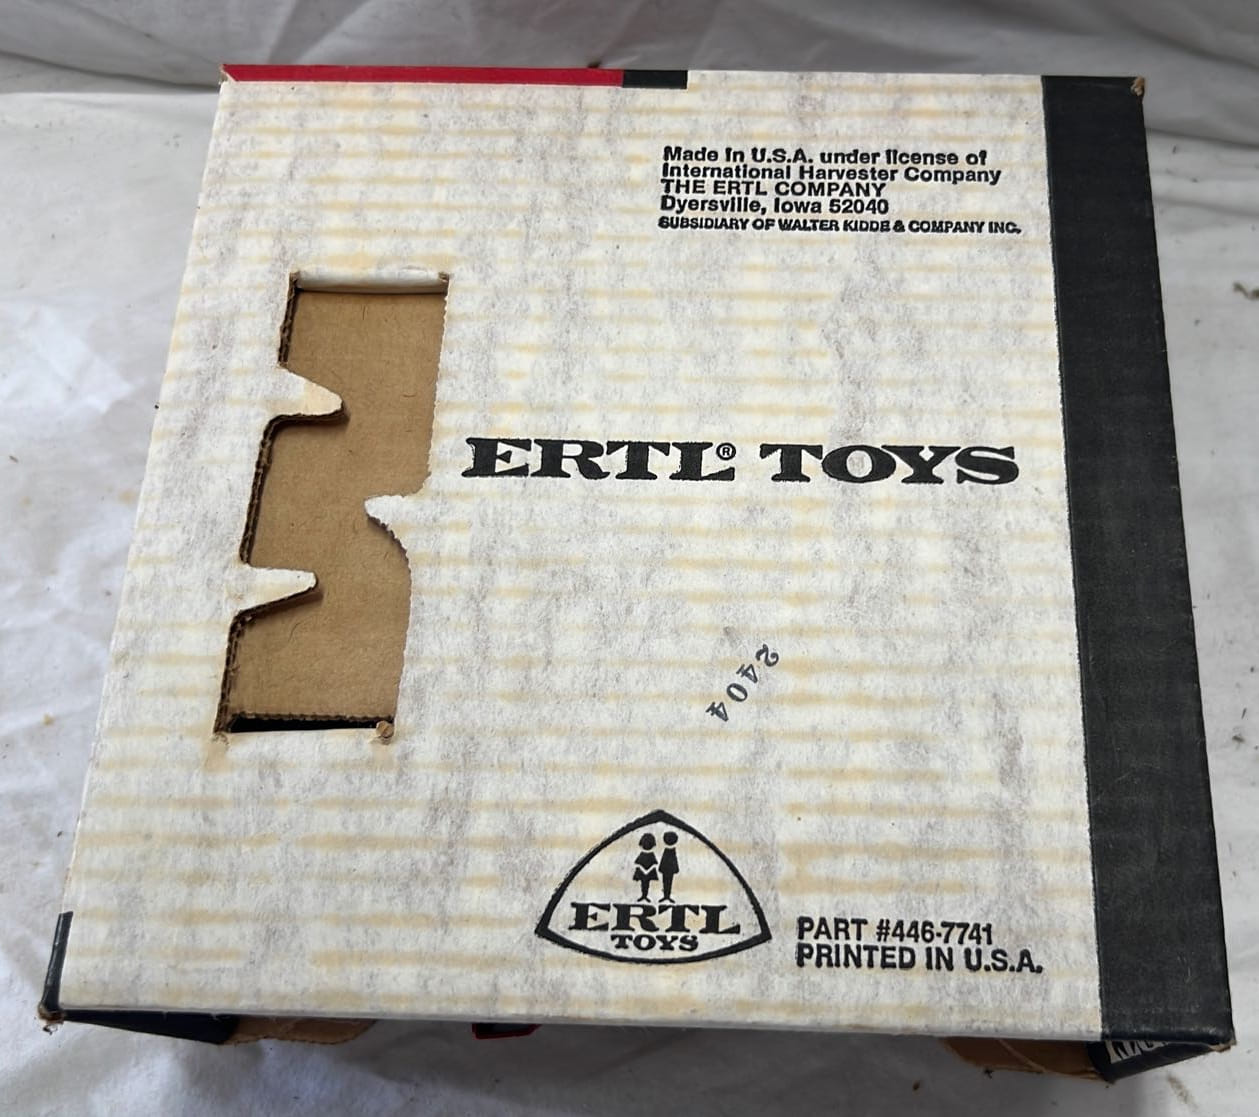 Made in U.S.A. under license of
International Harvester Company
THE ERTL COMPANY
Dyersville, Iowa 52040
SUBSIDIARY OF WALTER KIDDE & COMPANY INC.
ERTL® TOYS
2404
ERTL
TOYS
PART #446-7741
PRINTED IN U.S.A.